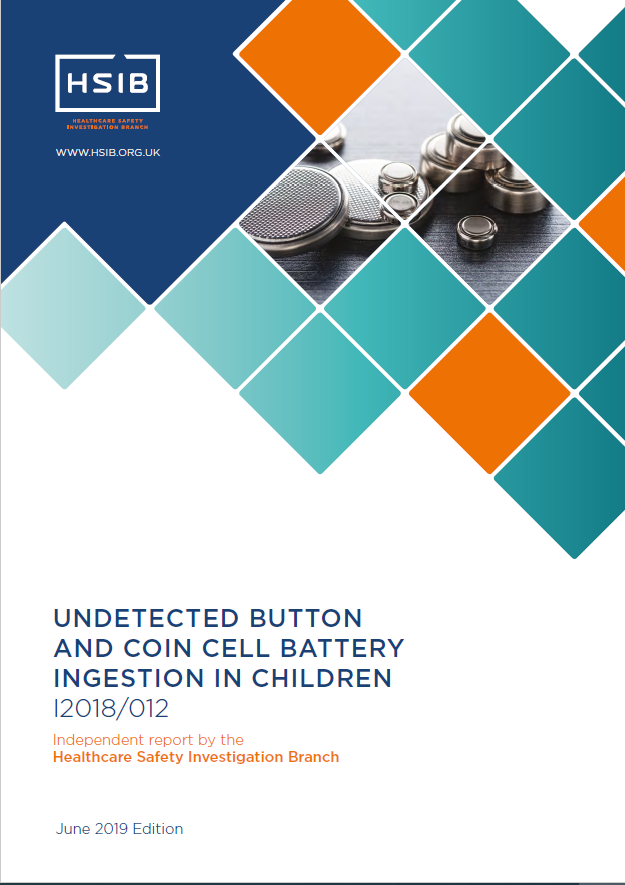 HSIB
HEALTHCARE SAFETY
INVESTIGATION BRANCH
WWW.HSIB.ORG.UK
UNDETECTED BUTTON
AND COIN CELL BATTERY
INGESTION IN CHILDREN
I2018/012
Independent report by the
Healthcare Safety Investigation Branch
June 2019 Edition